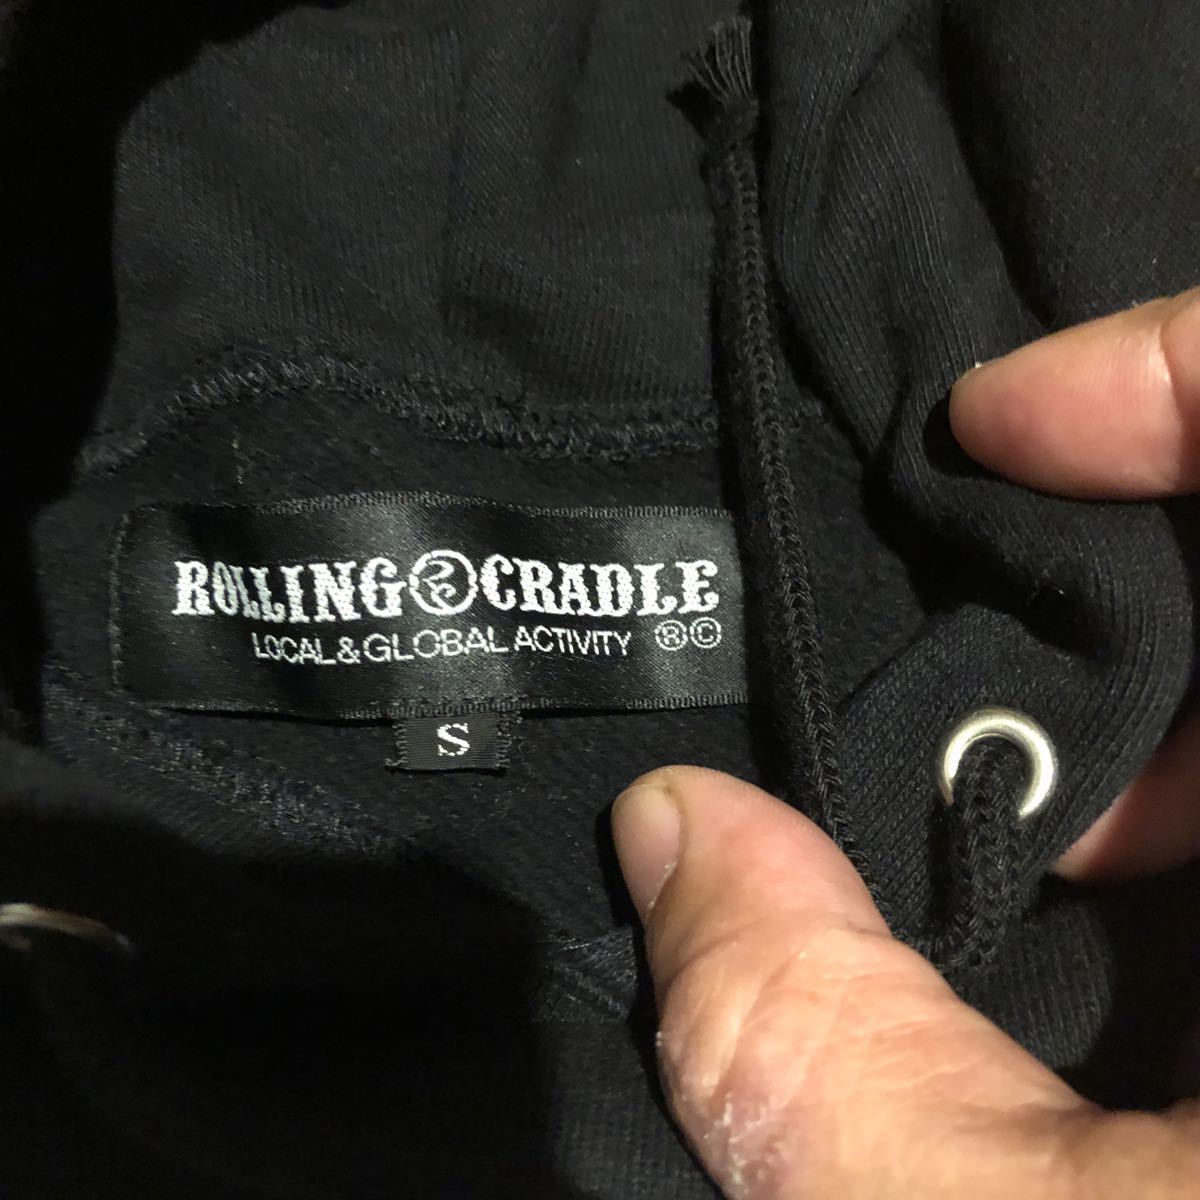 ROLLING CRADLE
LOCAL & GLOBAL ACTIVITY ®©
S